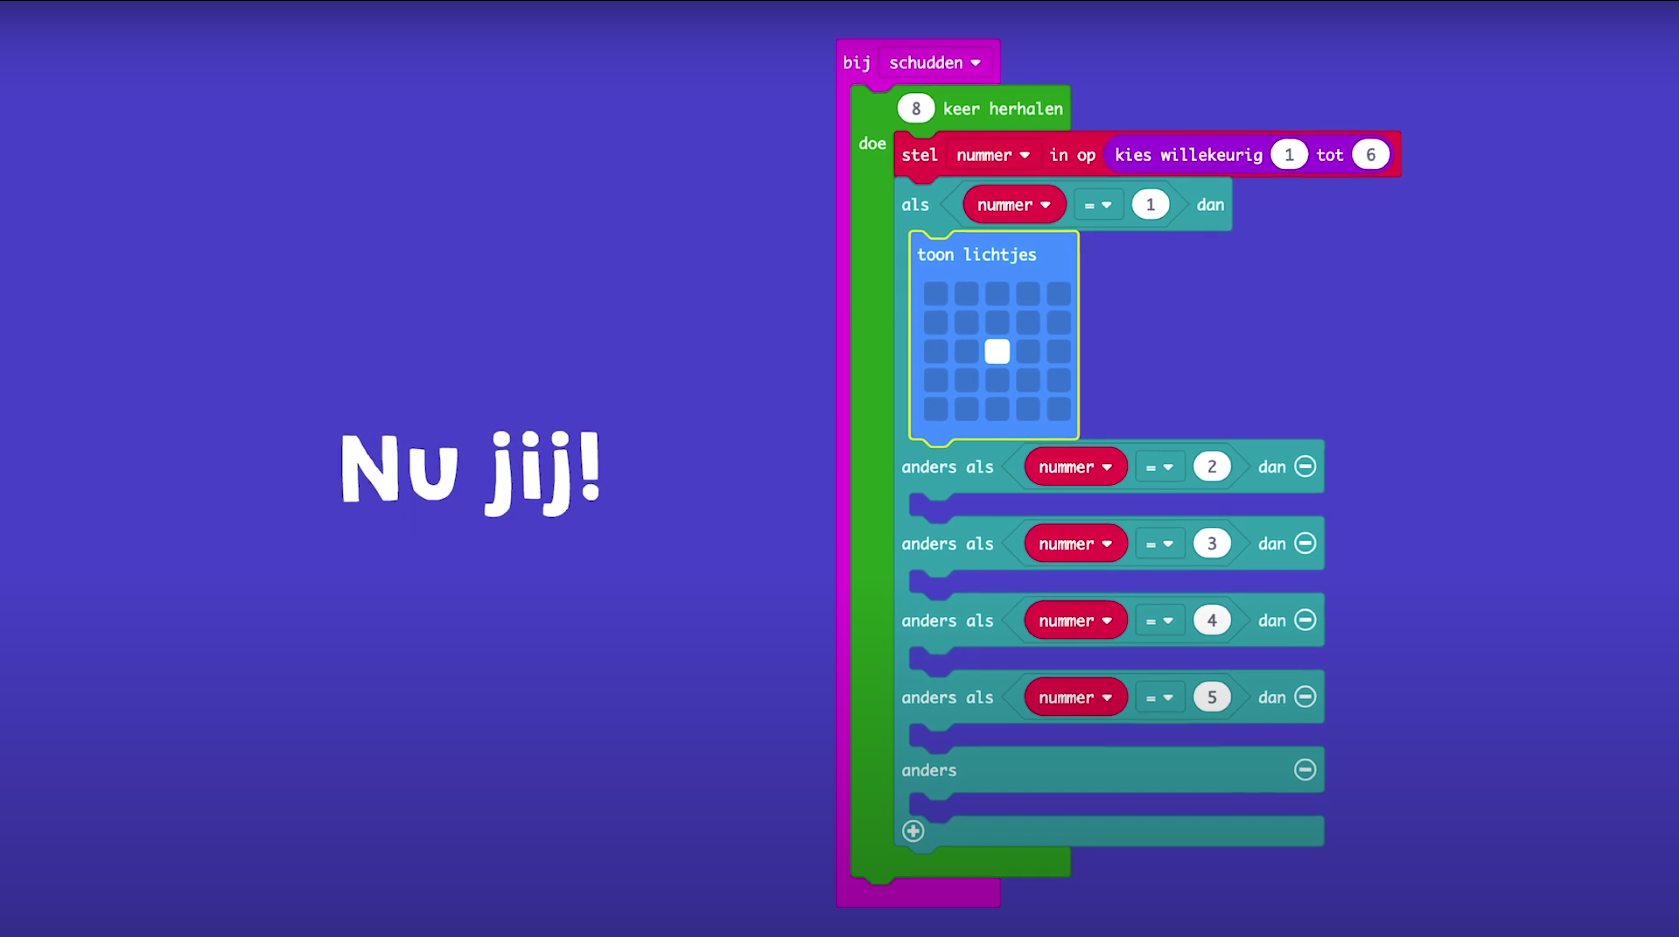 bij schudden
8 keer herhalen
doe
stel nummer in op kies willekeurig 1 tot 6
als nummer = 1 dan
toon lichtjes
Nu jij!
anders als nummer = 2 dan
anders als nummer = 3 dan
anders als nummer = 4 dan
anders als nummer = 5 dan
anders